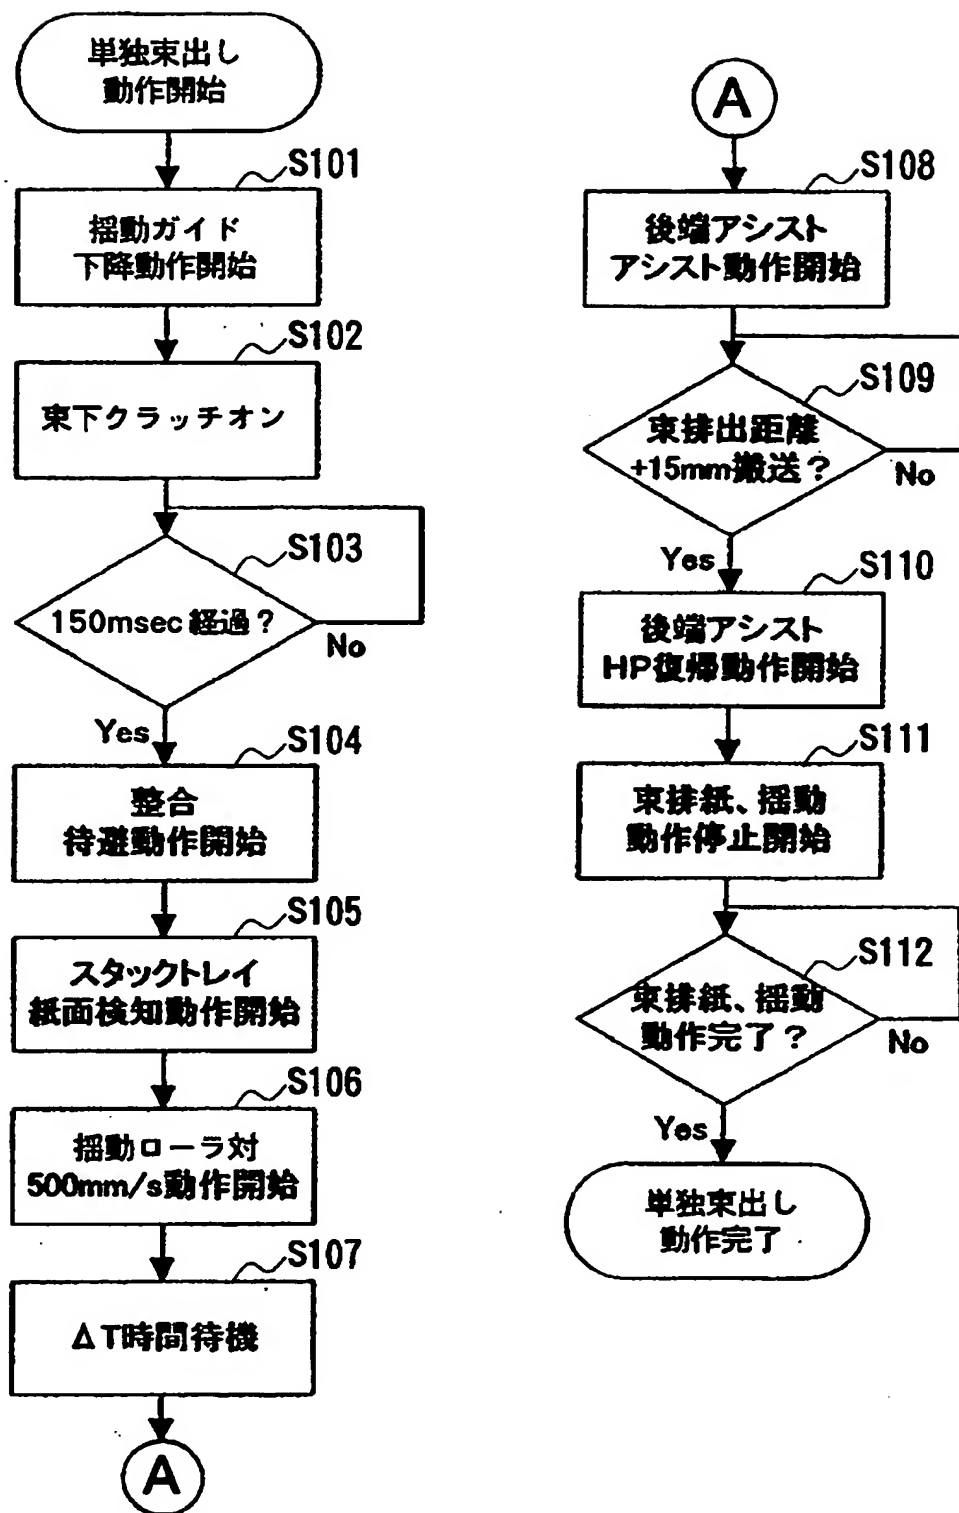 単独束出し
動作開始
S101
揺動ガイド
下降動作開始
S102
束下クラッチオン
S103
150msec 経過？
No
Yes
S104
整合
待避動作開始
S105
スタックトレイ
紙面検知動作開始
S106
揺動ローラ対
500mm/s動作開始
S107
ΔT時間待機
A
A
S108
後端アシスト
アシスト動作開始
S109
束排出距離
+15mm搬送？
No
Yes
S110
後端アシスト
HP復帰動作開始
S111
束排紙、揺動
動作停止開始
S112
束排紙、揺動
動作完了？
No
Yes
単独束出し
動作完了